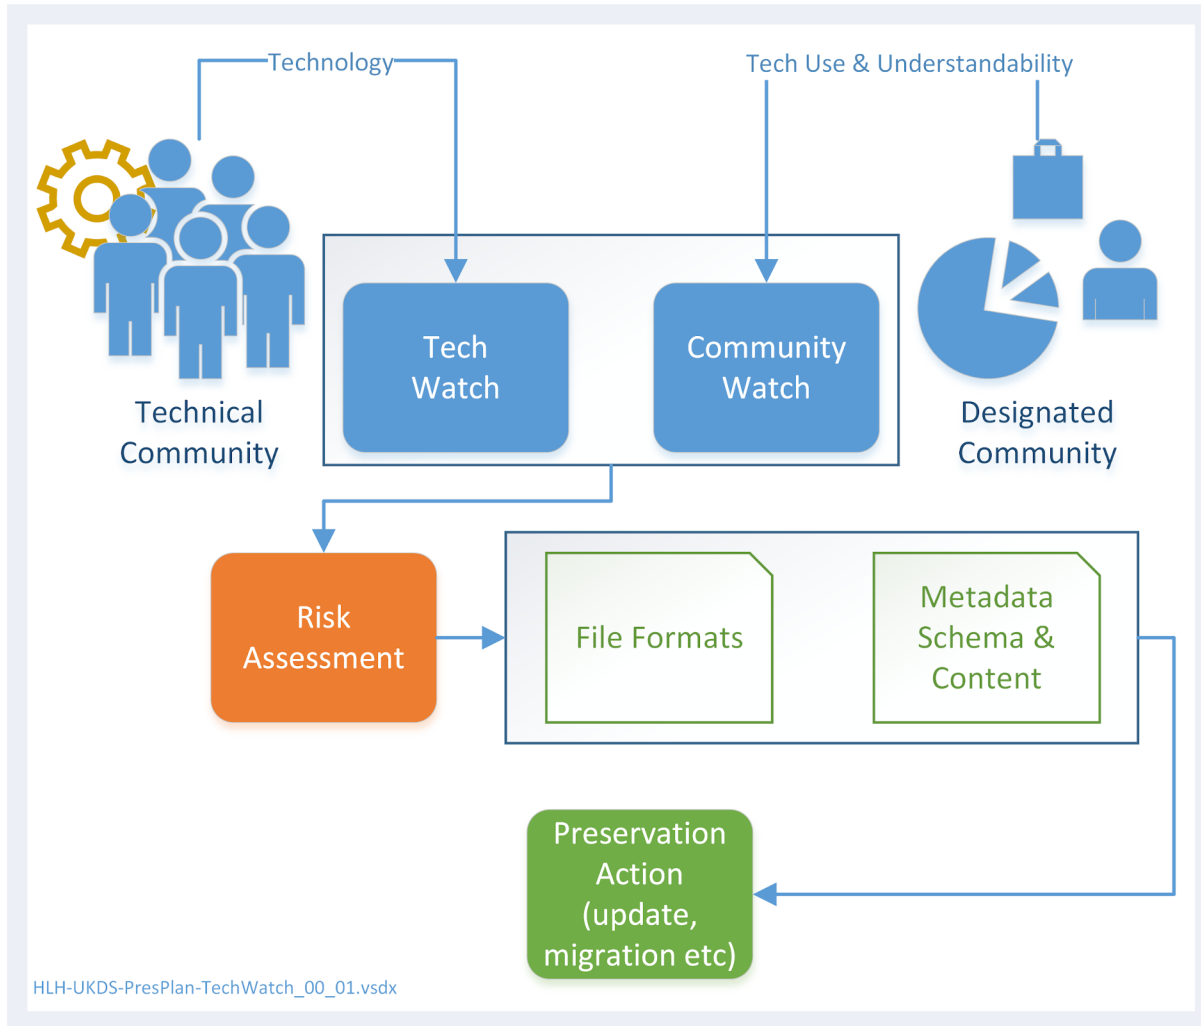 Technology
Tech Use & Understandability
Tech
Watch
Community
Watch
Technical
Community
Designated
Community
Risk
Assessment
File Formats
Metadata
Schema &
Content
Preservation
Action
(update,
migration etc)
HLH-UKDS-PresPlan-TechWatch_00_01.vsdx